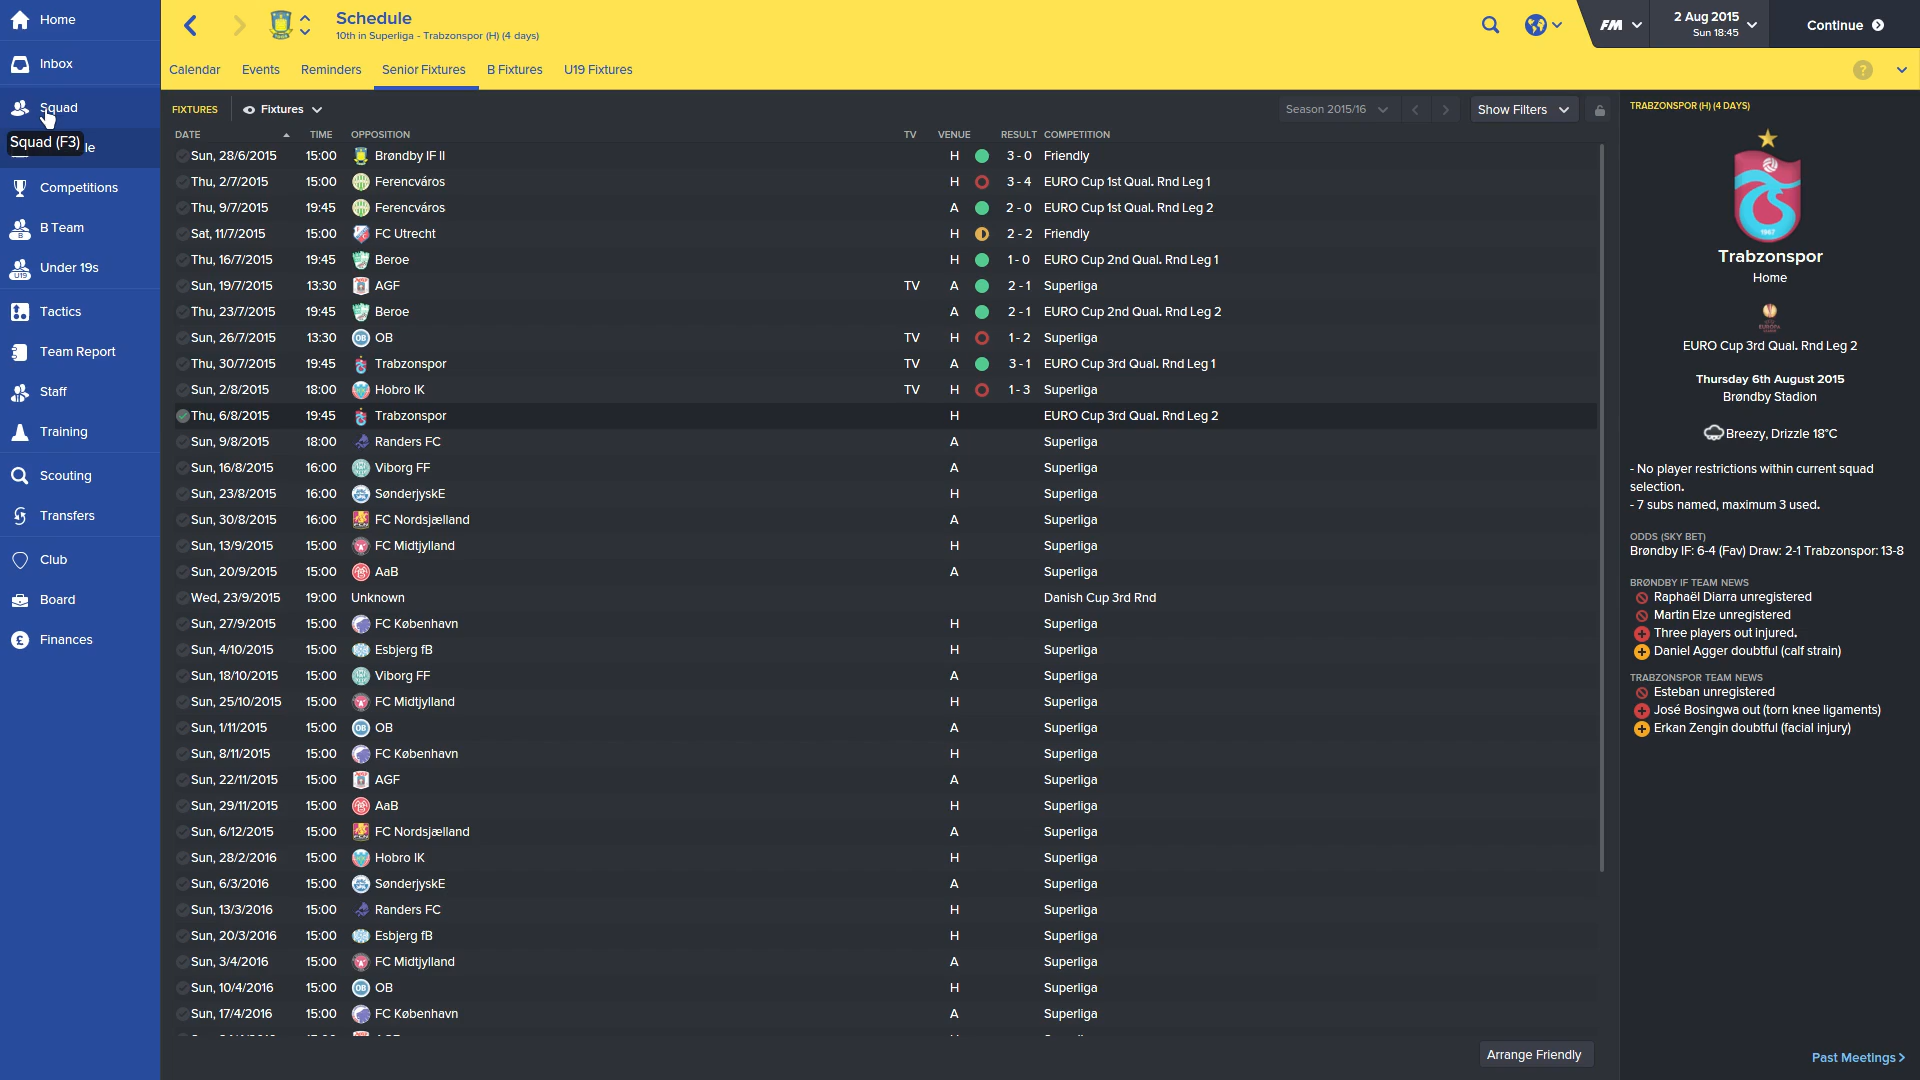 Home
Inbox
Squad
Squad (F3)
le
Competitions
B Team
Under 19s
Tactics
Team Report
Staff
Training
Scouting
Transfers
Club
Board
Finances
Schedule
10th in Superliga - Trabzonspor (H) (4 days)
FM
2 Aug 2015
Sun 18:45
Continue
Calendar Events Reminders Senior Fixtures B Fixtures U19 Fixtures
?
FIXTURES Fixtures Season 2015/16 Show Filters
DATE TIME OPPOSITION TV VENUE RESULT COMPETITION
Sun, 28/6/2015 15:00 Brøndby IF II H 3 - 0 Friendly
Thu, 2/7/2015 15:00 Ferencváros H 3 - 4 EURO Cup 1st Qual. Rnd Leg 1
Thu, 9/7/2015 19:45 Ferencváros A 2 - 0 EURO Cup 1st Qual. Rnd Leg 2
Sat, 11/7/2015 15:00 FC Utrecht H 2 - 2 Friendly
Thu, 16/7/2015 19:45 Beroe H 1 - 0 EURO Cup 2nd Qual. Rnd Leg 1
Sun, 19/7/2015 13:30 AGF TV A 2 - 1 Superliga
Thu, 23/7/2015 19:45 Beroe A 2 - 1 EURO Cup 2nd Qual. Rnd Leg 2
Sun, 26/7/2015 13:30 OB TV H 1 - 2 Superliga
Thu, 30/7/2015 19:45 Trabzonspor TV A 3 - 1 EURO Cup 3rd Qual. Rnd Leg 1
Sun, 2/8/2015 18:00 Hobro IK TV H 1 - 3 Superliga
Thu, 6/8/2015 19:45 Trabzonspor H EURO Cup 3rd Qual. Rnd Leg 2
Sun, 9/8/2015 18:00 Randers FC A Superliga
Sun, 16/8/2015 16:00 Viborg FF A Superliga
Sun, 23/8/2015 16:00 SønderjyskE H Superliga
Sun, 30/8/2015 16:00 FC Nordsjælland A Superliga
Sun, 13/9/2015 15:00 FC Midtjylland H Superliga
Sun, 20/9/2015 15:00 AaB A Superliga
Wed, 23/9/2015 19:00 Unknown Danish Cup 3rd Rnd
Sun, 27/9/2015 15:00 FC København H Superliga
Sun, 4/10/2015 15:00 Esbjerg fB H Superliga
Sun, 18/10/2015 15:00 Viborg FF A Superliga
Sun, 25/10/2015 15:00 FC Midtjylland H Superliga
Sun, 1/11/2015 15:00 OB A Superliga
Sun, 8/11/2015 15:00 FC København H Superliga
Sun, 22/11/2015 15:00 AGF A Superliga
Sun, 29/11/2015 15:00 AaB H Superliga
Sun, 6/12/2015 15:00 FC Nordsjælland A Superliga
Sun, 28/2/2016 15:00 Hobro IK H Superliga
Sun, 6/3/2016 15:00 SønderjyskE A Superliga
Sun, 13/3/2016 15:00 Randers FC H Superliga
Sun, 20/3/2016 15:00 Esbjerg fB H Superliga
Sun, 3/4/2016 15:00 FC Midtjylland A Superliga
Sun, 10/4/2016 15:00 OB H Superliga
Sun, 17/4/2016 15:00 FC København A Superliga
Arrange Friendly
TRABZONSPOR (H) (4 DAYS)
1967
Trabzonspor
Home
EUROPA
EURO Cup 3rd Qual. Rnd Leg 2
Thursday 6th August 2015
Brøndby Stadion
Breezy, Drizzle 18°C
- No player restrictions within current squad
selection.
- 7 subs named, maximum 3 used.
ODDS (SKY BET)
Brøndby IF: 6-4 (Fav) Draw: 2-1 Trabzonspor: 13-8
BRØNDBY IF TEAM NEWS
Raphaël Diarra unregistered
Martin Elze unregistered
Three players out injured.
Daniel Agger doubtful (calf strain)
TRABZONSPOR TEAM NEWS
Esteban unregistered
José Bosingwa out (torn knee ligaments)
Erkan Zengin doubtful (facial injury)
Past Meetings >